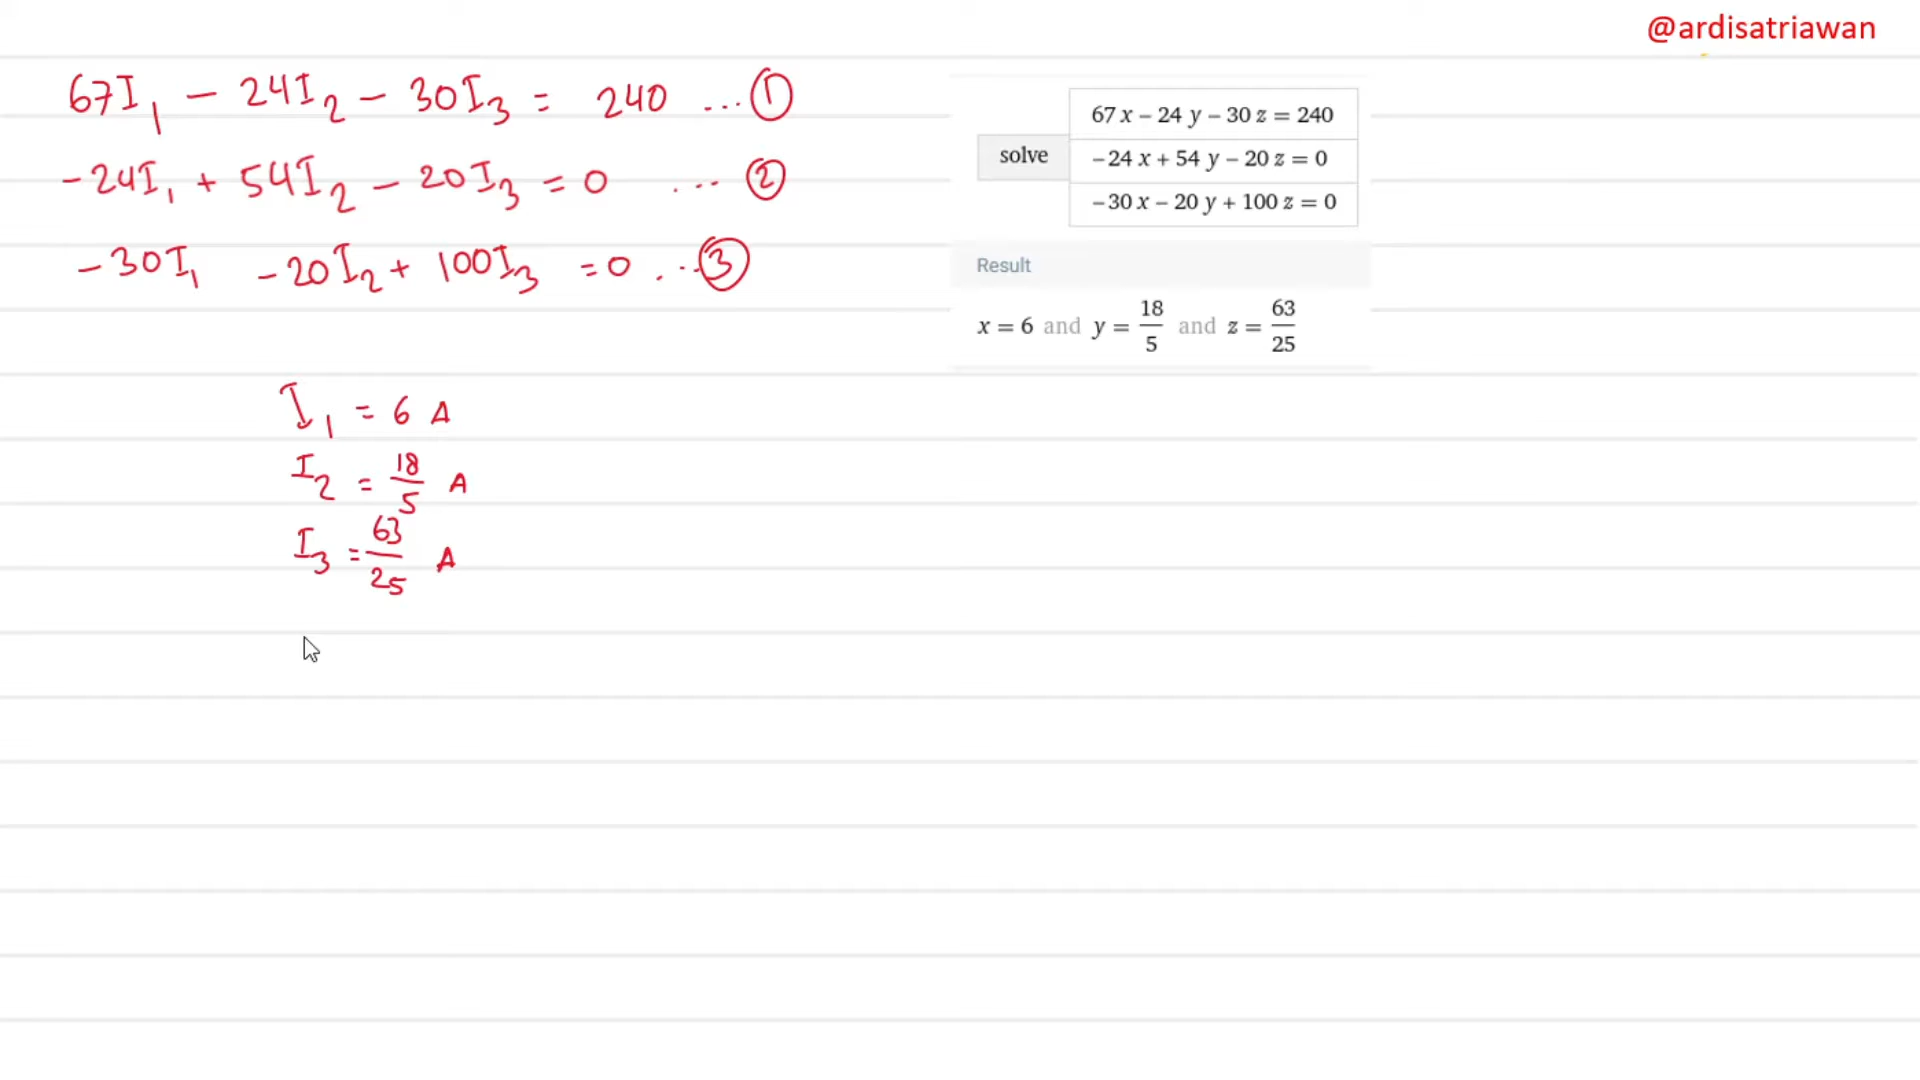 @ardisatriawan
67I₁ − 24I₂ − 30I₃ = 240 ... ①
-24I₁ + 54I₂ − 20I₃ = 0 ... ②
-30I₁ -20I₂ + 100I₃ = 0 ... ③
I₁ = 6 A
I₂ = 18/5 A
I₃ = 63/25 A
solve
67 x − 24 y − 30 z = 240
−24 x + 54 y − 20 z = 0
−30 x − 20 y + 100 z = 0
Result
x = 6 and y = 18/5 and z = 63/25